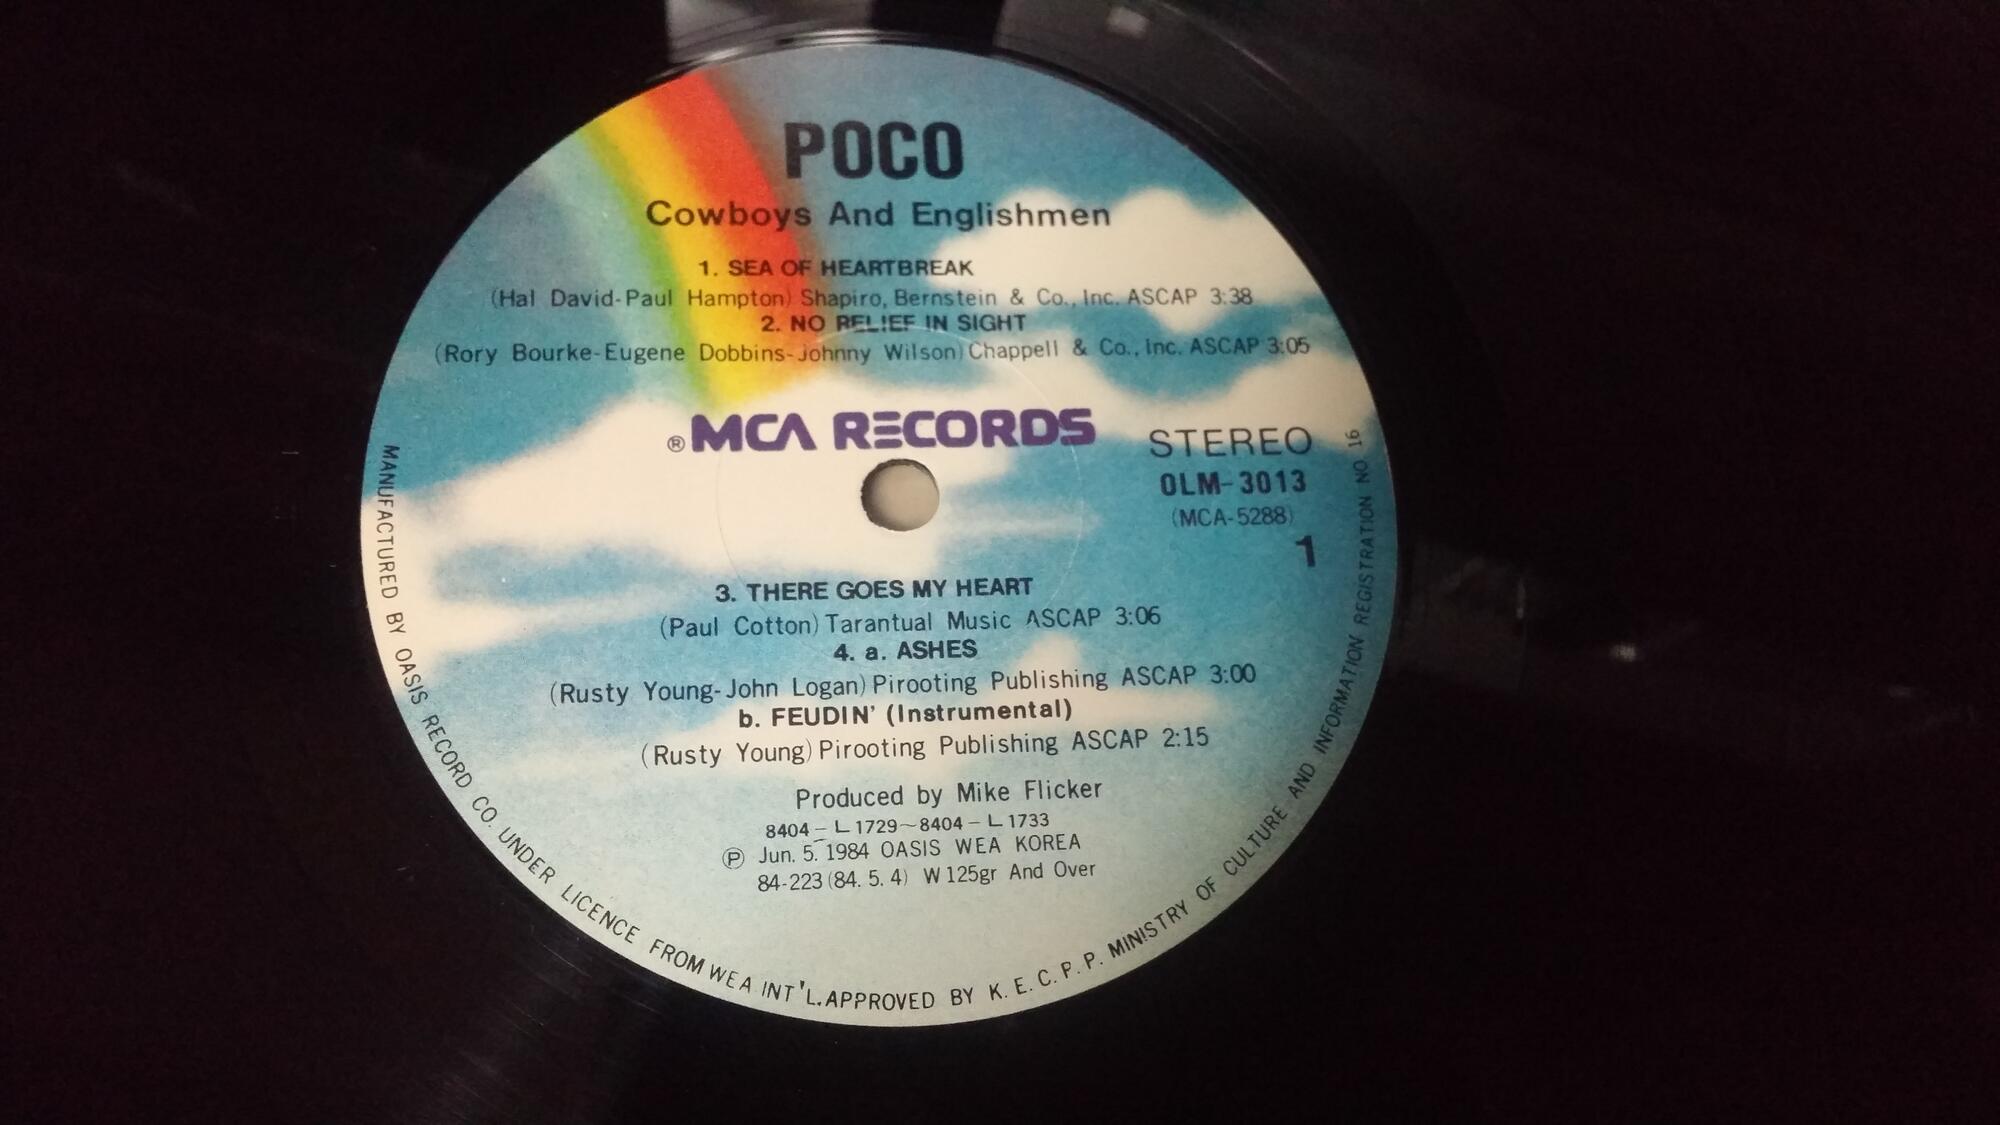 POCO
Cowboys And Englishmen
1. SEA OF HEARTBREAK
(Hal David-Paul Hampton) Shapiro, Bernstein & Co., Inc. ASCAP 3:38
2. NO RELIEF IN SIGHT
(Rory Bourke-Eugene Dobbins-Johnny Wilson) Chappell & Co., Inc. ASCAP 3:05
® MCA RECORDS
STEREO
OLM-3013
(MCA-5288)
1
3. THERE GOES MY HEART
(Paul Cotton) Tarantual Music ASCAP 3:06
4. a. ASHES
(Rusty Young-John Logan) Pirooting Publishing ASCAP 3:00
b. FEUDIN' (Instrumental)
(Rusty Young) Pirooting Publishing ASCAP 2:15
Produced by Mike Flicker
8404-L1729~8404-L1733
Ⓟ Jun. 5. 1984 OASIS WEA KOREA
84-223 (84. 5. 4) W125gr And Over
MANUFACTURED BY OASIS RECORD CO. UNDER LICENCE FROM WEA INT'L. APPROVED BY K. E. C. P. P. MINISTRY OF CULTURE AND INFORMATION REGISTRATION NO 16